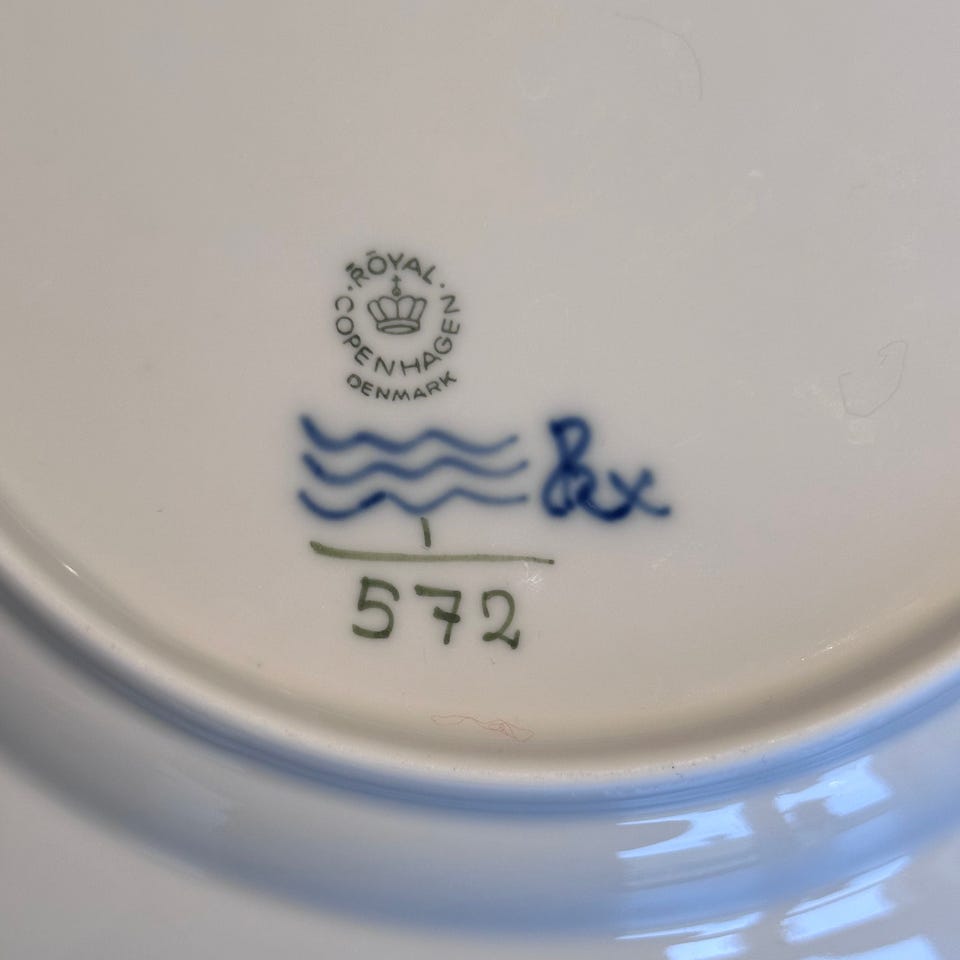 ROYAL
COPENHAGEN
DENMARK
1
572